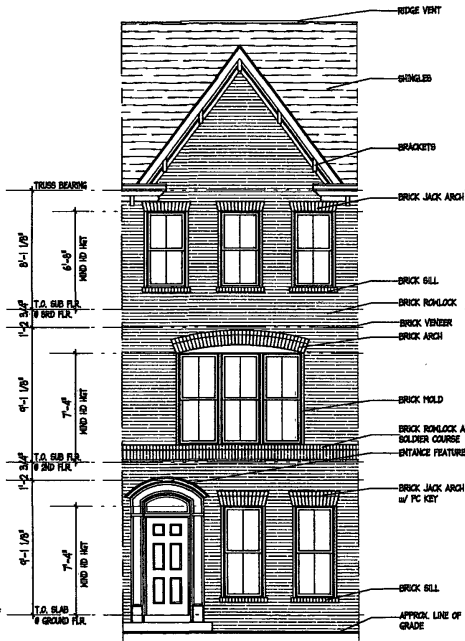 RIDGE VENT
SHINGLES
BRACKETS
TRUSS BEARING
BRICK JACK ARCH
8'-1 1/8"
6'-8"
WIND HD HGT
BRICK SILL
T.O. SUB FLR.
@ 3RD FLR.
BRICK ROWLOCK
1'-2 3/4"
BRICK VENEER
BRICK ARCH
9'-1 1/8"
7'-4"
WIND HD HGT
BRICK MOLD
BRICK ROWLOCK A
SOLDIER COURSE
T.O. SUB FLR.
@ 2ND FLR.
ENTANCE FEATURE
1'-2 3/4"
BRICK JACK ARCH
w/ PC KEY
9'-1 1/8"
7'-4"
WIND HD HGT
BRICK SILL
T.O. SLAB
@ GROUND FLR.
APPROX. LINE OF
GRADE